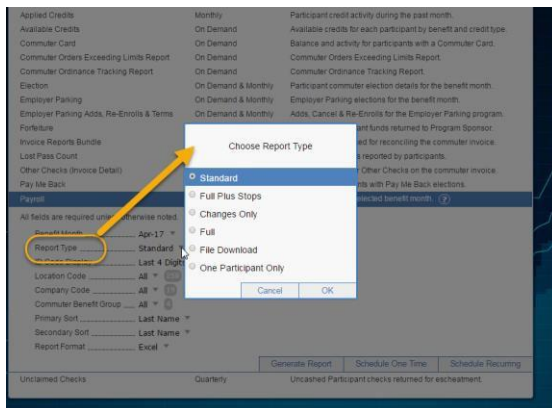 Applied Credits Monthly Participant credit activity during the past month.
Available Credits On Demand Available credits for each participant by benefit and credit type.
Commuter Card On Demand Balance and activity for participants with a Commuter Card.
Commuter Orders Exceeding Limits Report On Demand Commuter Orders Exceeding Limits Report.
Commuter Ordinance Tracking Report On Demand Commuter Ordinance Tracking Report.
Election On Demand & Monthly Participant commuter election details for the benefit month.
Employer Parking On Demand & Monthly Employer Parking elections for the benefit month.
Employer Parking Adds, Re-Enrolls & Terms On Demand & Monthly Adds, Cancel & Re-Enrolls for the Employer Parking program.
Forfeiture ant funds returned to Program Sponsor.
Invoice Reports Bundle ed for reconciling the commuter invoice.
Lost Pass Count s reported by participants.
Other Checks (Invoice Detail) r Other Checks on the commuter invoice.
Pay Me Back nts with Pay Me Back elections.
Payroll elected benefit month. ?
Choose Report Type
Standard
Full Plus Stops
Changes Only
Full
File Download
One Participant Only
Cancel OK
All fields are required unless otherwise noted.
Benefit Month Apr-17
Report Type Standard
Display Last 4 Digit
Location Code All
Company Code All
Commuter Benefit Group All
Primary Sort Last Name
Secondary Sort Last Name
Report Format Excel
Generate Report Schedule One Time Schedule Recurring
Unclaimed Checks Quarterly Uncashed Participant checks returned for escheatment.